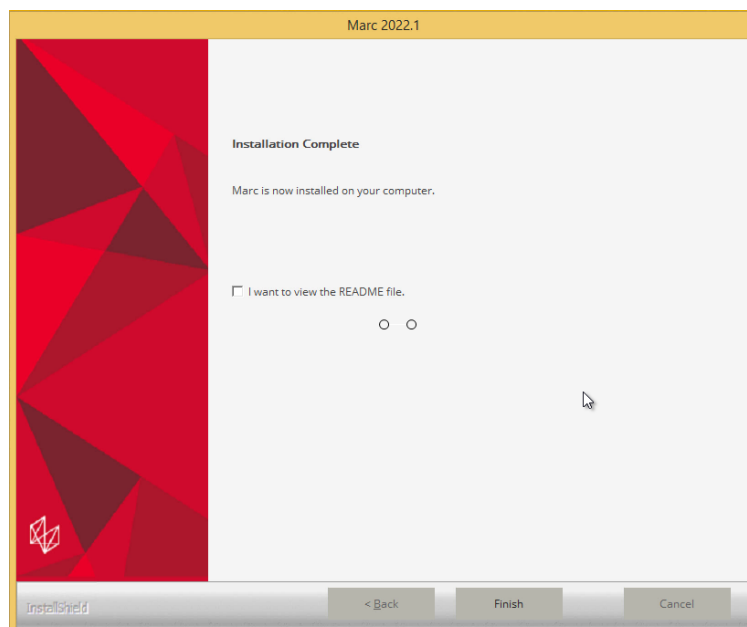 Marc 2022.1
Installation Complete
Marc is now installed on your computer.
I want to view the README file.
InstallShield
< Back
Finish
Cancel